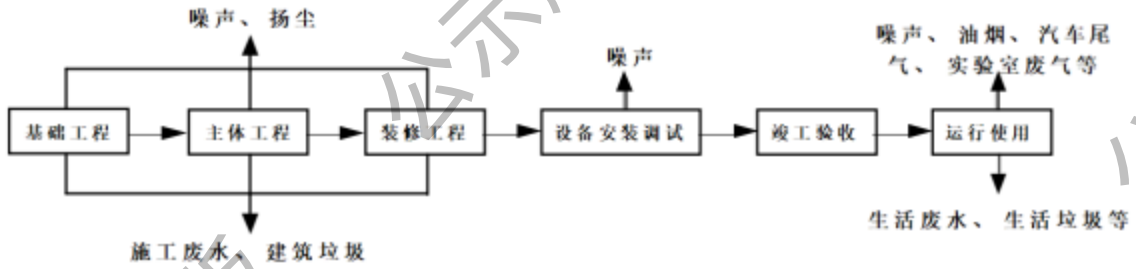 噪声、扬尘
噪声
噪声、油烟、汽车尾
气、实验室废气等
基础工程
主体工程
装修工程
设备安装调试
竣工验收
运行使用
施工废水、建筑垃圾
生活废水、生活垃圾等
公示